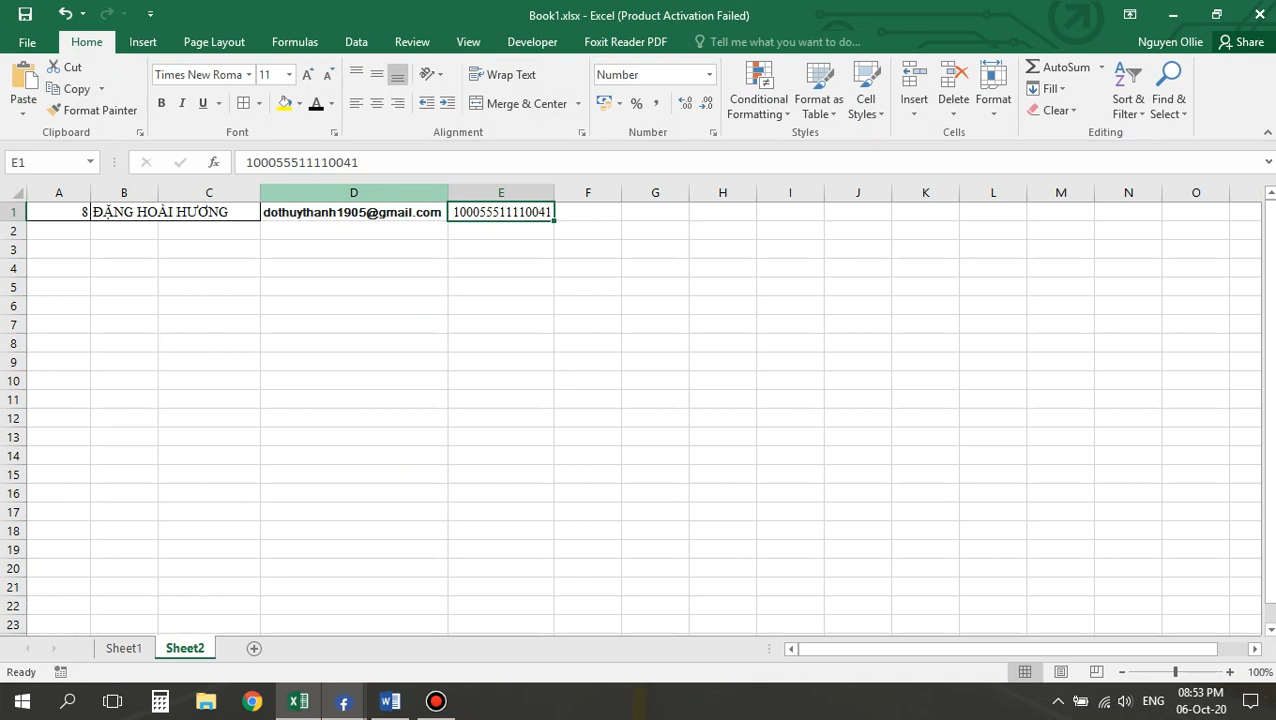 Book1.xlsx - Excel (Product Activation Failed)
File Home Insert Page Layout Formulas Data Review View Developer Foxit Reader PDF Tell me what you want to do... Nguyen Ollie Share
Paste
Cut
Copy
Format Painter
Clipboard
Times New Roma 11
B I U A
Font
Wrap Text
Merge & Center
Alignment
Number
% ,
Number
Conditional Formatting
Format as Table
Cell Styles
Styles
Insert
Delete
Format
Cells
AutoSum
Fill
Clear
Sort & Filter
Find & Select
Editing
E1 fx 100055511110041
A B C D E F G H I J K L M N O
1 8 ĐẶNG HOÀI HƯƠNG dothuythanh1905@gmail.com 100055511110041
2
3
4
5
6
7
8
9
10
11
12
13
14
15
16
17
18
19
20
21
22
23
Sheet1 Sheet2
Ready 100%
ENG 08:53 PM
06-Oct-20